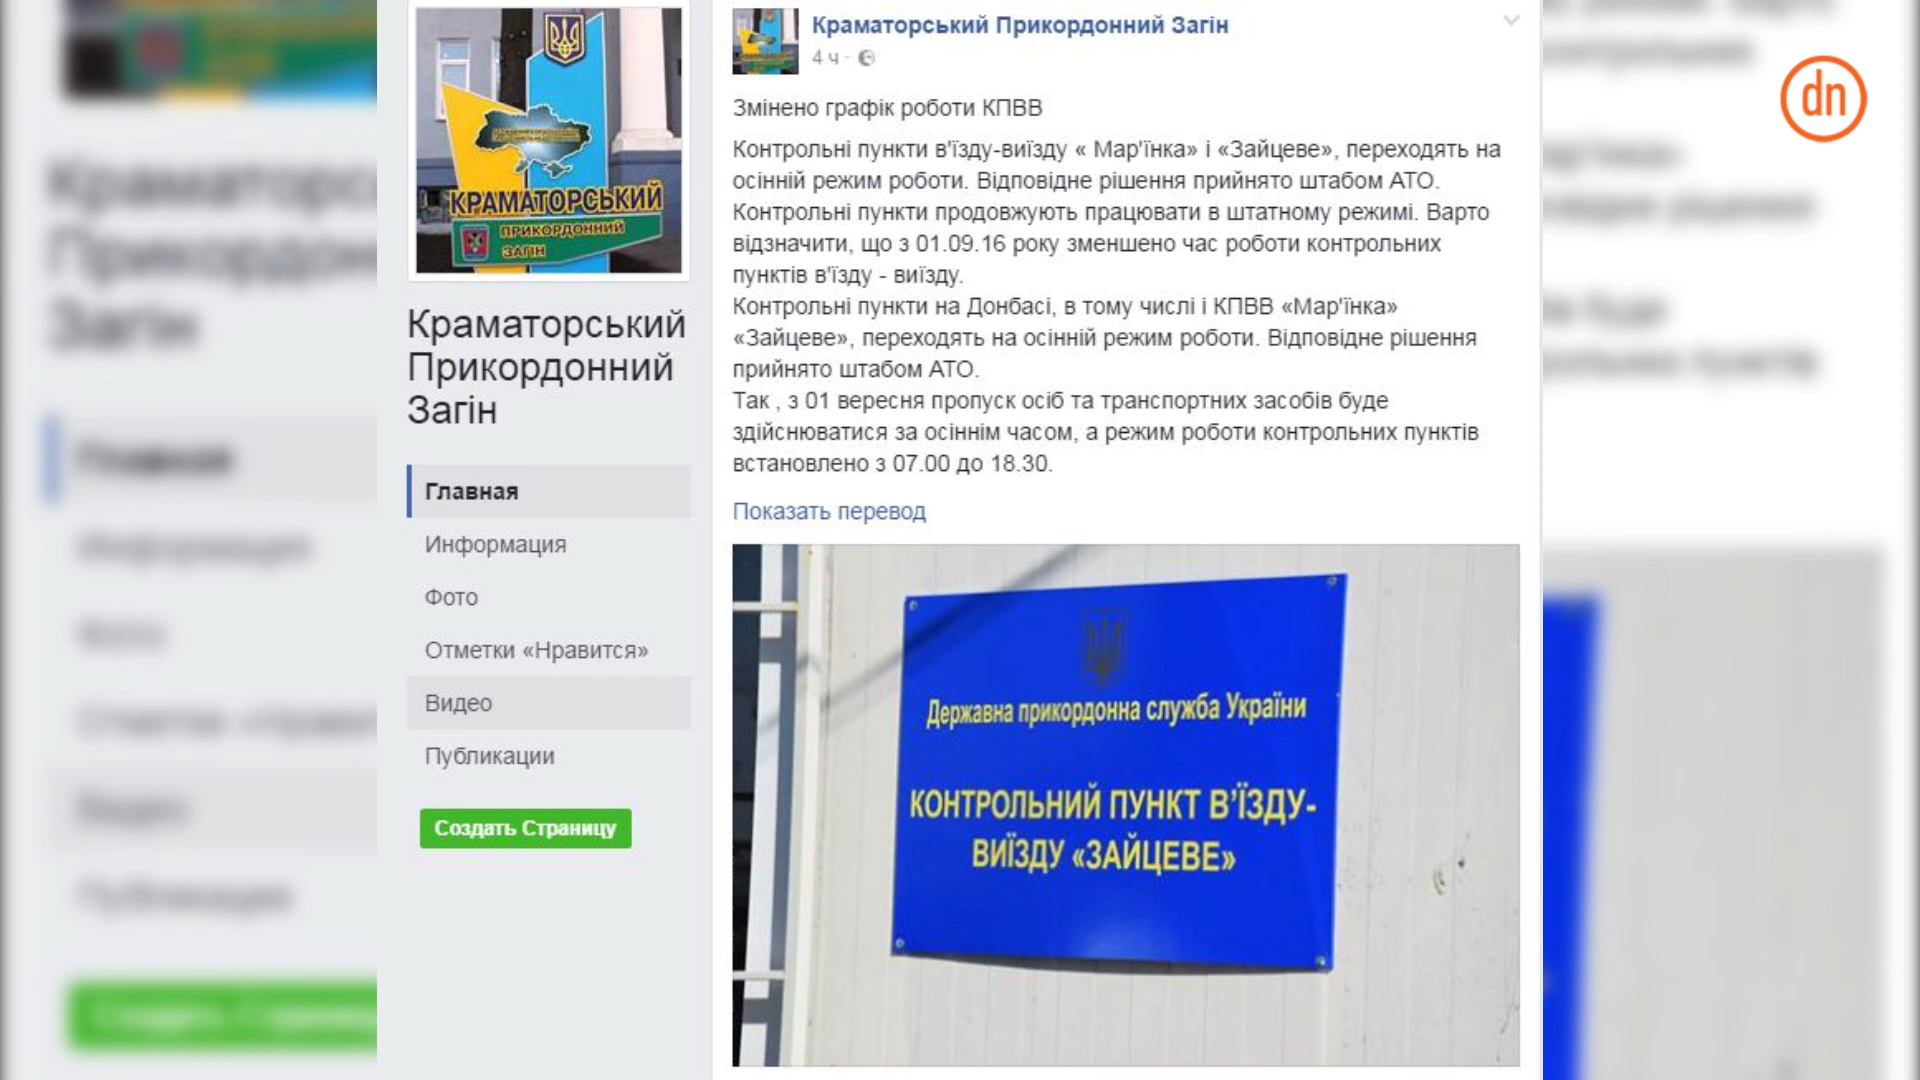 КРАМАТОРСЬКИЙ
ПРИКОРДОННИЙ
ЗАГІН
Краматорський
Прикордонний
Загін
Главная
Информация
Фото
Отметки «Нравится»
Видео
Публикации
Создать Страницу
Краматорський Прикордонний Загін
4 ч ·
Змінено графік роботи КПВВ
Контрольні пункти в'їзду-виїзду « Мар'їнка» і «Зайцеве», переходять на
осінній режим роботи. Відповідне рішення прийнято штабом АТО.
Контрольні пункти продовжують працювати в штатному режимі. Варто
відзначити, що з 01.09.16 року зменшено час роботи контрольних
пунктів в'їзду - виїзду.
Контрольні пункти на Донбасі, в тому числі і КПВВ «Мар'їнка»
«Зайцеве», переходять на осінній режим роботи. Відповідне рішення
прийнято штабом АТО.
Так , з 01 вересня пропуск осіб та транспортних засобів буде
здійснюватися за осіннім часом, а режим роботи контрольних пунктів
встановлено з 07.00 до 18.30.
Показать перевод
Державна прикордонна служба України
КОНТРОЛЬНИЙ ПУНКТ В'ЇЗДУ-
ВИЇЗДУ «ЗАЙЦЕВЕ»
dn